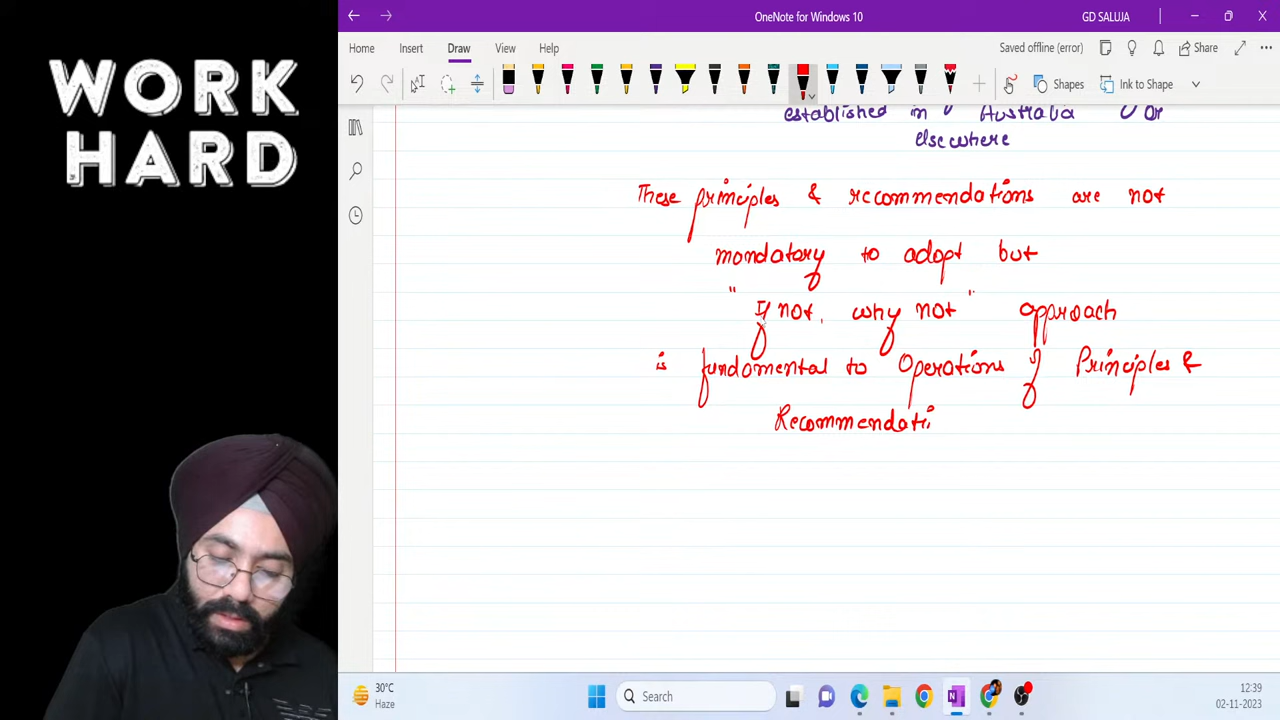 WORK
HARD
OneNote for Windows 10
GD SALUJA
Home
Insert
Draw
View
Help
Saved offline (error)
Share
Shapes
Ink to Shape
established in Australia or
Elsewhere
These principles & recommendations are not
mandatory to adopt but
"If not, why not" approach
is fundamental to Operations of Principles &
Recommendati
30°C
Haze
Search
12:39
02-11-2023